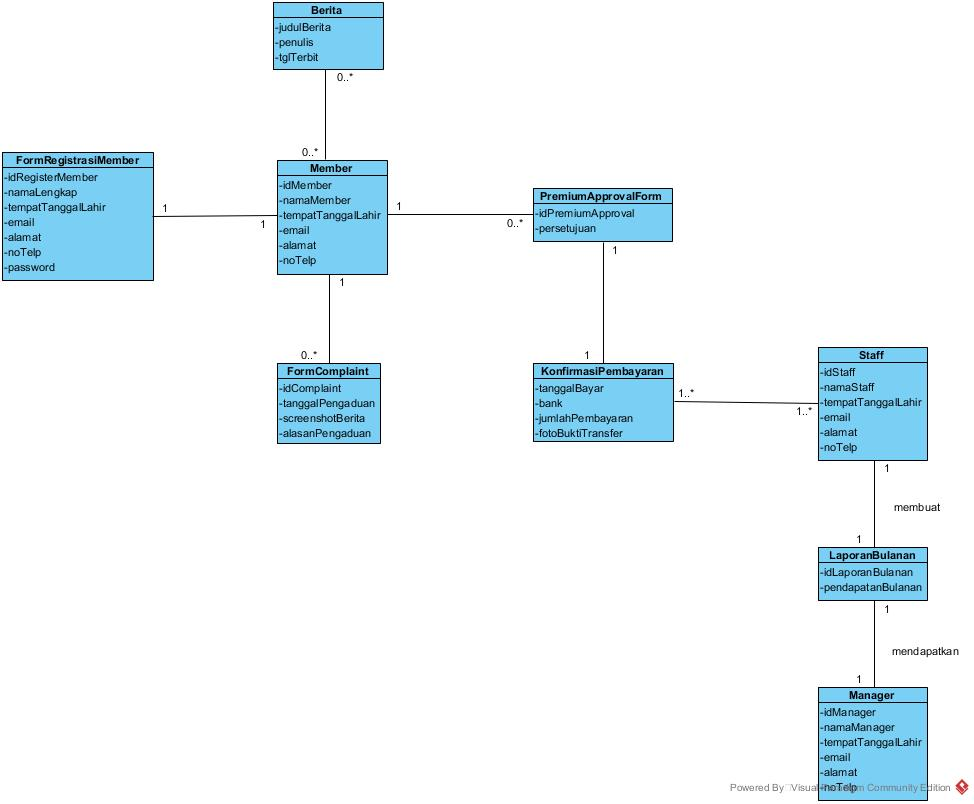 Berita
-judulBerita
-penulis
-tglTerbit
0..*
0..*
FormRegistrasiMember
-idRegisterMember
-namaLengkap
-tempatTanggalLahir
-email
-alamat
-noTelp
-password
1
1
Member
-idMember
-namaMember
-tempatTanggalLahir
-email
-alamat
-noTelp
1
0..*
PremiumApprovalForm
-idPremiumApproval
-persetujuan
1
0..*
1
1
FormComplaint
-idComplaint
-tanggalPengaduan
-screenshotBerita
-alasanPengaduan
KonfirmasiPembayaran
-tanggalBayar
-bank
-jumlahPembayaran
-fotoBuktiTransfer
1..*
1..*
Staff
-idStaff
-namaStaff
-tempatTanggalLahir
-email
-alamat
-noTelp
1
membuat
1
LaporanBulanan
-idLaporanBulanan
-pendapatanBulanan
1
mendapatkan
1
Manager
-idManager
-namaManager
-tempatTanggalLahir
-email
-alamat
-noTelp
Powered By Visual Paradigm Community Edition